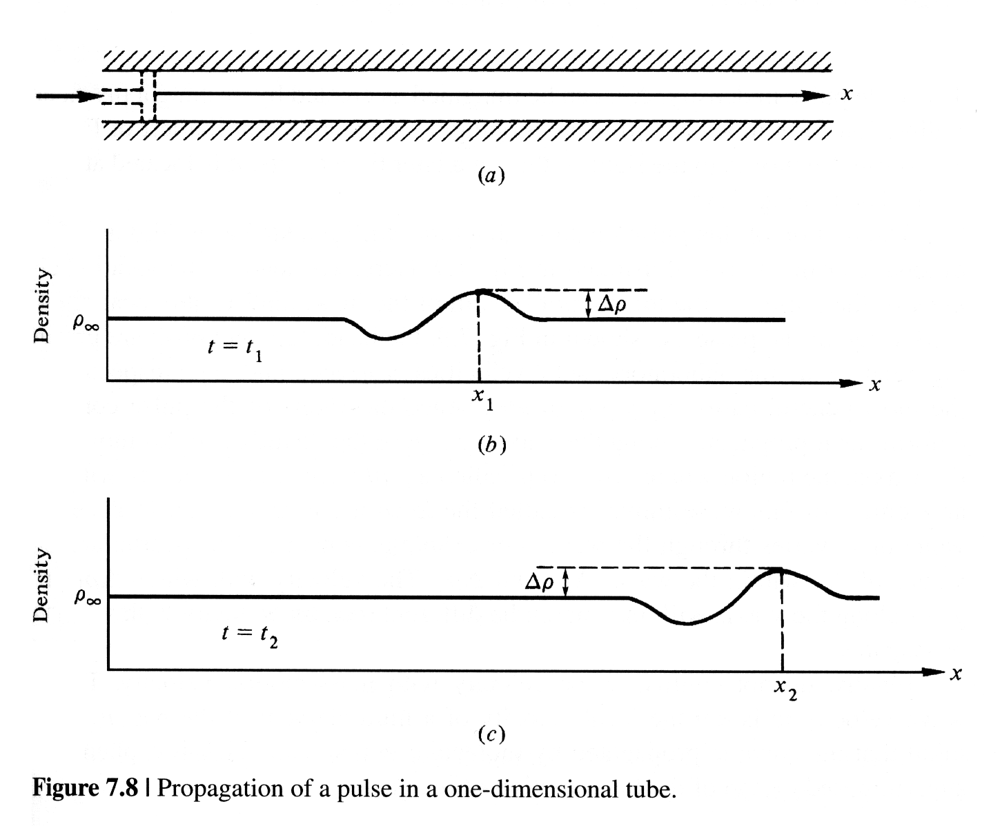 x
(a)
Density
ρ∞
Δρ
t = t₁
x
x₁
(b)
Density
Δρ
ρ∞
t = t₂
x
x₂
(c)
Figure 7.8 | Propagation of a pulse in a one-dimensional tube.